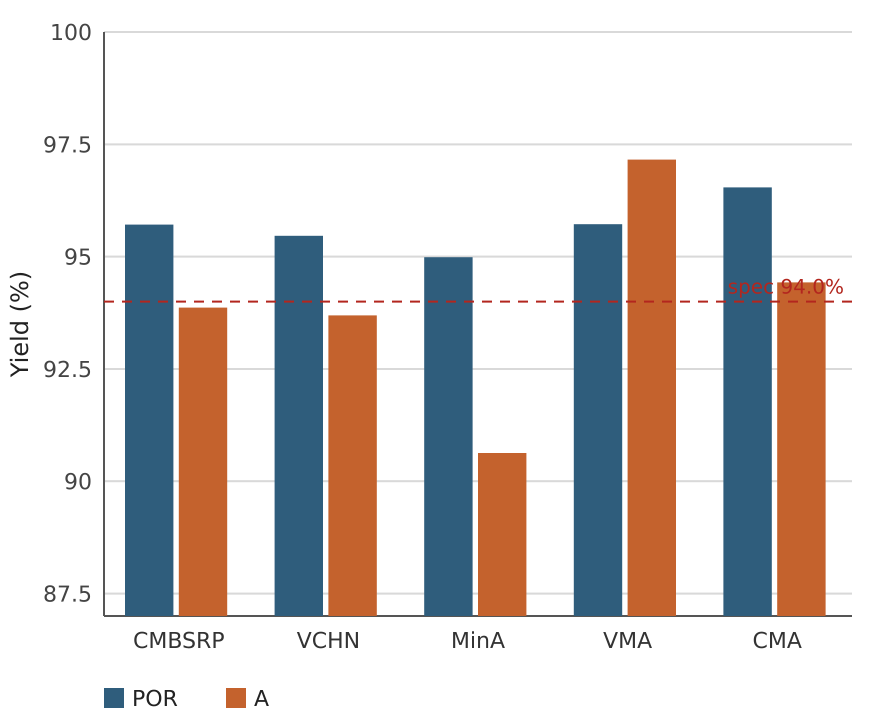 100
97.5
95
92.5
90
87.5
Yield (%)
spec 94.0%
CMBSRP VCHN MinA VMA CMA
POR A